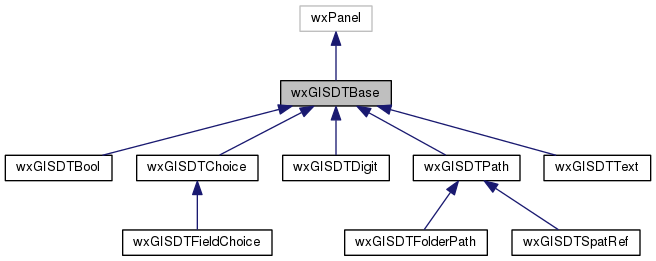 wxPanel
wxGISDTBase
wxGISDTBool
wxGISDTChoice
wxGISDTDigit
wxGISDTPath
wxGISDTText
wxGISDTFieldChoice
wxGISDTFolderPath
wxGISDTSpatRef